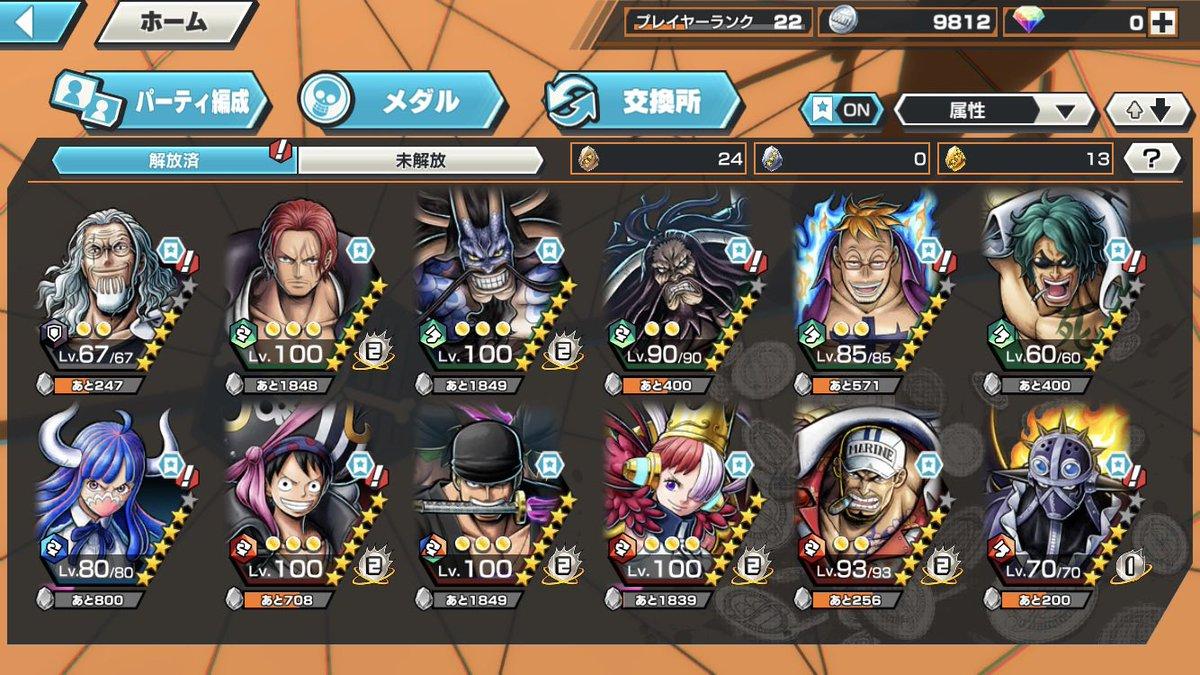 ホーム
プレイヤーランク 22
9812
0
パーティ編成
メダル
交換所
ON
属性
解放済
未解放
24
0
13
?
Lv.67/67
Lv.100
Lv.100
Lv.90/90
Lv.85/85
死
Lv.60/60
2
2
あと247
あと1848
あと1849
あと400
あと571
あと400
MARINE
Lv.80/80
Lv.100
Lv.100
Lv.100
Lv.93/93
Lv.70/70
2
2
2
2
1
あと800
あと708
あと1849
あと1839
あと256
あと200